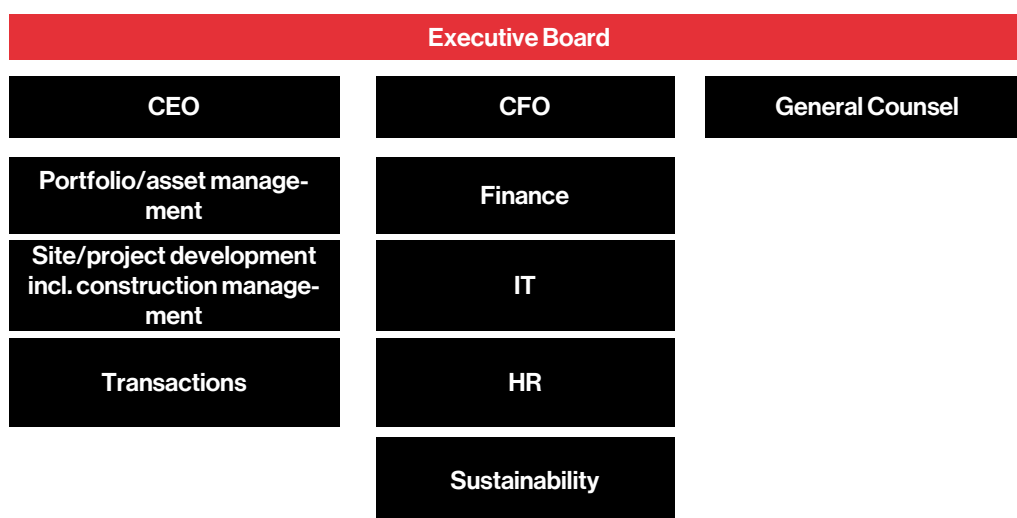 Executive Board
CEO
CFO
General Counsel
Portfolio/asset manage-
ment
Finance
Site/project development
incl. construction manage-
ment
IT
Transactions
HR
Sustainability